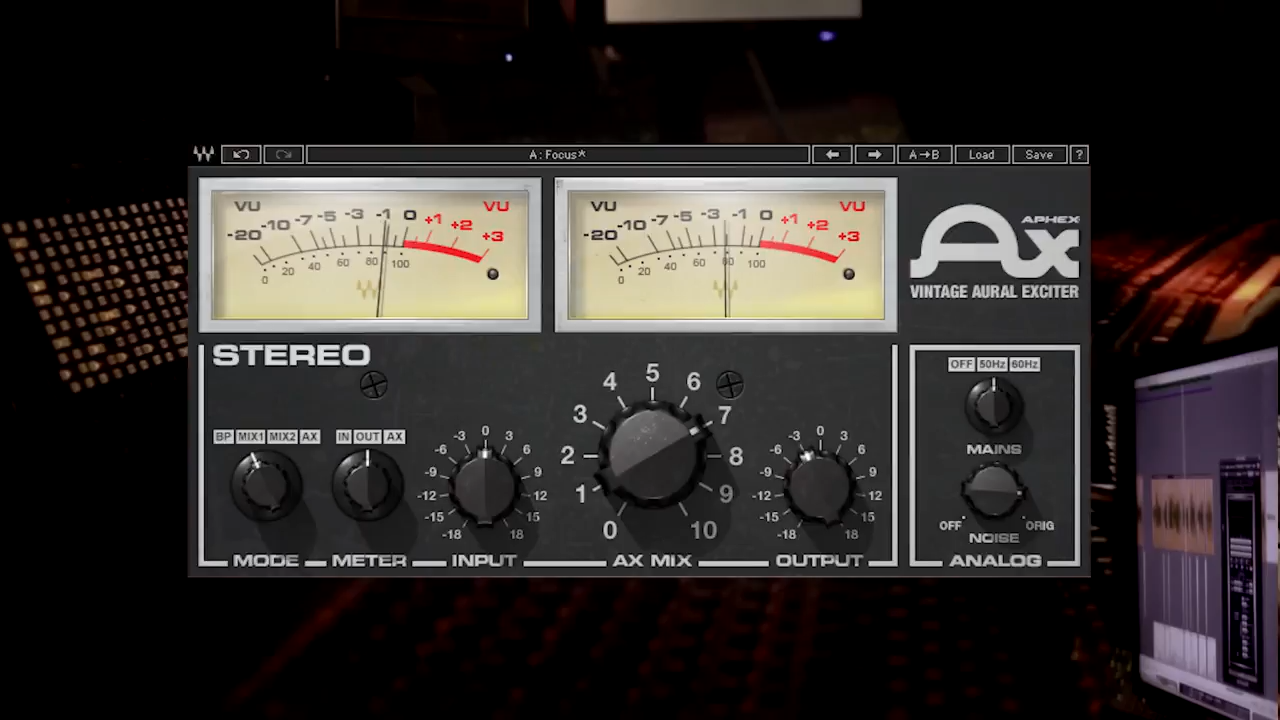 A: Focus*
A→B
Load
Save
?
VU VU
-20 -10 -7 -5 -3 -1 0 +1 +2 +3
0 20 40 60 80 100
VU VU
-20 -10 -7 -5 -3 -1 0 +1 +2 +3
0 20 40 60 80 100
APHEX
Ax
VINTAGE AURAL EXCITER
STEREO
BP MIX1 MIX2 AX
MODE
IN OUT AX
METER
-18 -15 -12 -9 -6 -3 0 3 6 9 12 15 18
INPUT
0 1 2 3 4 5 6 7 8 9 10
AX MIX
-18 -15 -12 -9 -6 -3 0 3 6 9 12 15 18
OUTPUT
OFF 50Hz 60Hz
MAINS
OFF ORIG
NOISE
ANALOG